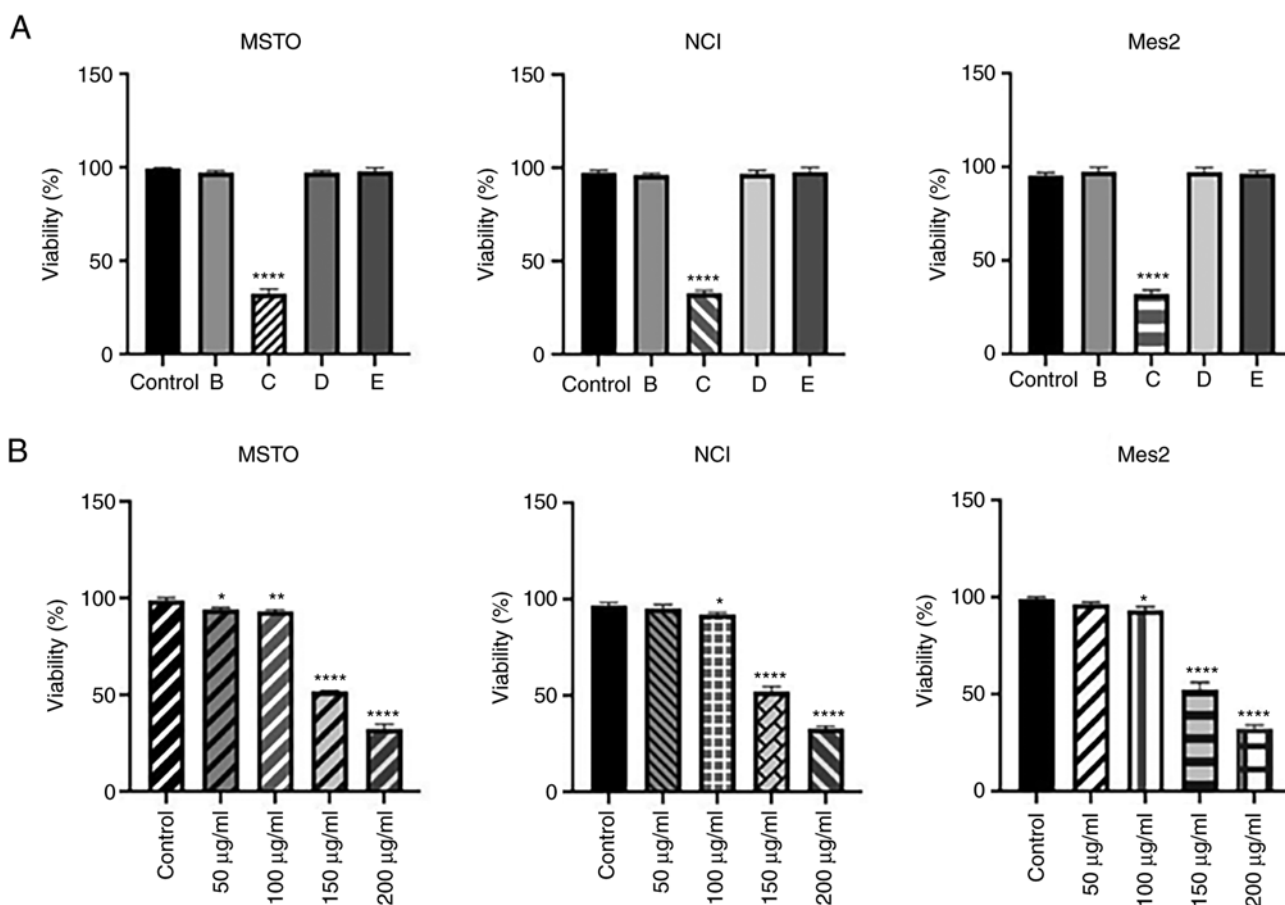 A
MSTO
NCI
Mes2
Viability (%)
150
100
50
0
****
Control B C D E
Viability (%)
150
100
50
0
****
Control B C D E
Viability (%)
150
100
50
0
****
Control B C D E
B
MSTO
NCI
Mes2
Viability (%)
150
100
50
0
*
**
****
****
Control
50 µg/ml
100 µg/ml
150 µg/ml
200 µg/ml
Viability (%)
150
100
50
0
*
****
****
Control
50 µg/ml
100 µg/ml
150 µg/ml
200 µg/ml
Viability (%)
150
100
50
0
*
****
****
Control
50 µg/ml
100 µg/ml
150 µg/ml
200 µg/ml